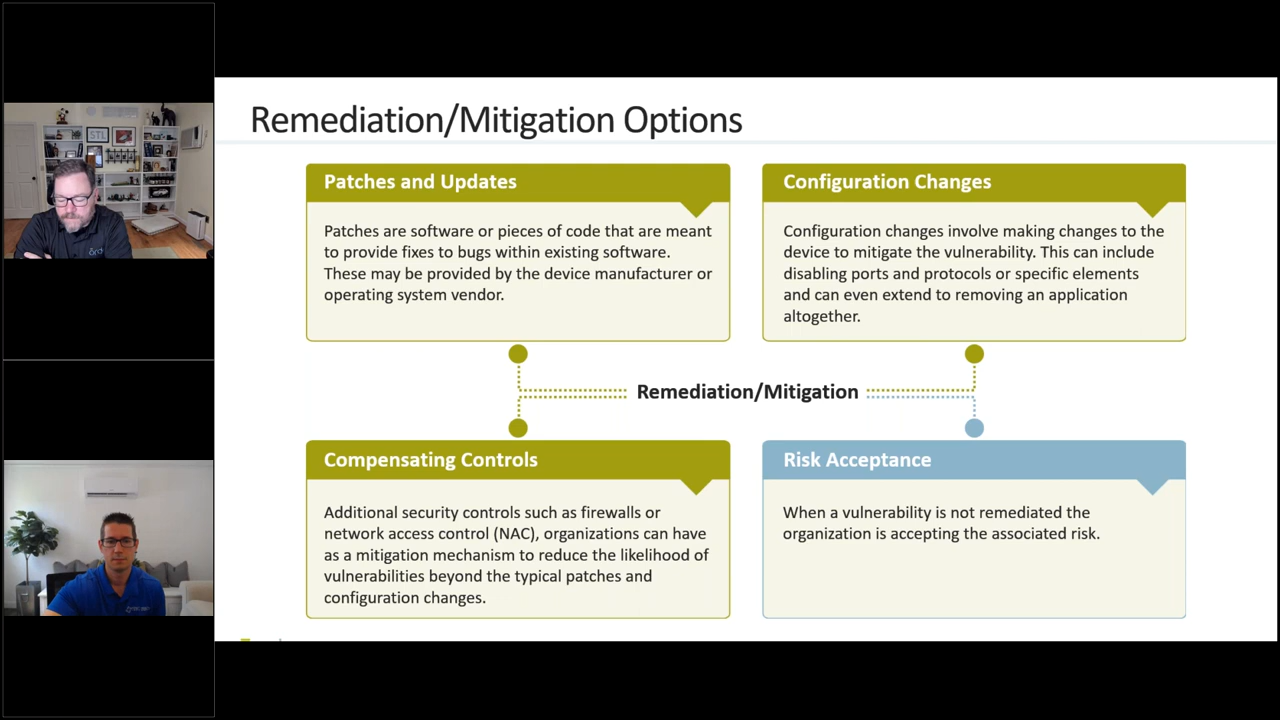 Remediation/Mitigation Options
Patches and Updates
Patches are software or pieces of code that are meant
to provide fixes to bugs within existing software.
These may be provided by the device manufacturer or
operating system vendor.
Configuration Changes
Configuration changes involve making changes to the
device to mitigate the vulnerability. This can include
disabling ports and protocols or specific elements
and can even extend to removing an application
altogether.
Remediation/Mitigation
Compensating Controls
Additional security controls such as firewalls or
network access control (NAC), organizations can have
as a mitigation mechanism to reduce the likelihood of
vulnerabilities beyond the typical patches and
configuration changes.
Risk Acceptance
When a vulnerability is not remediated the
organization is accepting the associated risk.
STL